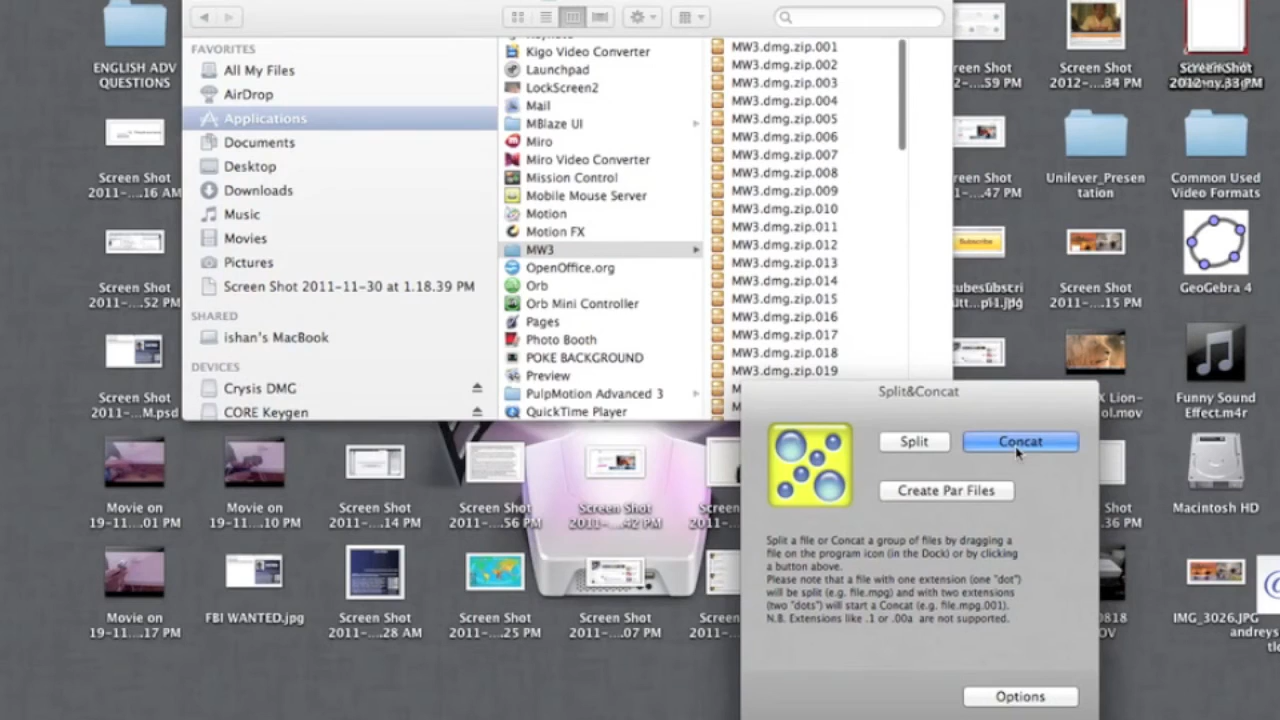 ENGLISH ADV
QUESTIONS
Screen Shot
2011-....16 AM
Screen Shot
2011-....52 PM
Screen Shot
2011-...M.psd
Movie on
19-11....01 PM
Movie on
19-11....10 PM
Screen Shot
2011-....14 PM
Screen Shot
2011-....56 PM
Screen Shot
2011-....42 PM
Screen
2011-...
Movie on
19-11....17 PM
FBI WANTED.jpg
Screen Shot
2011-....28 AM
Screen Shot
2011-....25 PM
Screen Shot
2011-....07 PM
Screen
2011-...
FAVORITES
All My Files
AirDrop
Applications
Documents
Desktop
Downloads
Music
Movies
Pictures
Screen Shot 2011-11-30 at 1.18.39 PM
SHARED
ishan's MacBook
DEVICES
Crysis DMG
CORE Keygen
Kigo Video Converter
Launchpad
LockScreen2
Mail
MBlaze UI
Miro
Miro Video Converter
Mission Control
Mobile Mouse Server
Motion
Motion FX
MW3
OpenOffice.org
Orb
Orb Mini Controller
Pages
Photo Booth
POKE BACKGROUND
Preview
PulpMotion Advanced 3
QuickTime Player
MW3.dmg.zip.001
MW3.dmg.zip.002
MW3.dmg.zip.003
MW3.dmg.zip.004
MW3.dmg.zip.005
MW3.dmg.zip.006
MW3.dmg.zip.007
MW3.dmg.zip.008
MW3.dmg.zip.009
MW3.dmg.zip.010
MW3.dmg.zip.011
MW3.dmg.zip.012
MW3.dmg.zip.013
MW3.dmg.zip.014
MW3.dmg.zip.015
MW3.dmg.zip.016
MW3.dmg.zip.017
MW3.dmg.zip.018
MW3.dmg.zip.019
Split&Concat
Split
Concat
Create Par Files
Split a file or Concat a group of files by dragging a
file on the program icon (in the Dock) or by clicking
a button above.
Please note that a file with one extension (one "dot")
will be split (e.g. file.mpg) and with two extensions
(two "dots") will start a Concat (e.g. file.mpg.001).
N.B. Extensions like .1 or .00a are not supported.
Options
reen Shot
2-....59 PM
Screen Shot
2012-....34 PM
Screen Shot
reen Shot
1-....47 PM
Unilever_Presen
tation
Common Used
Video Formats
Subscribe
Screen Shot
2011-....15 PM
GeoGebra 4
X Lion-
ol.mov
Funny Sound
Effect.m4r
....36 PM
Macintosh HD
0818
OV
IMG_3026.JPG
andreys